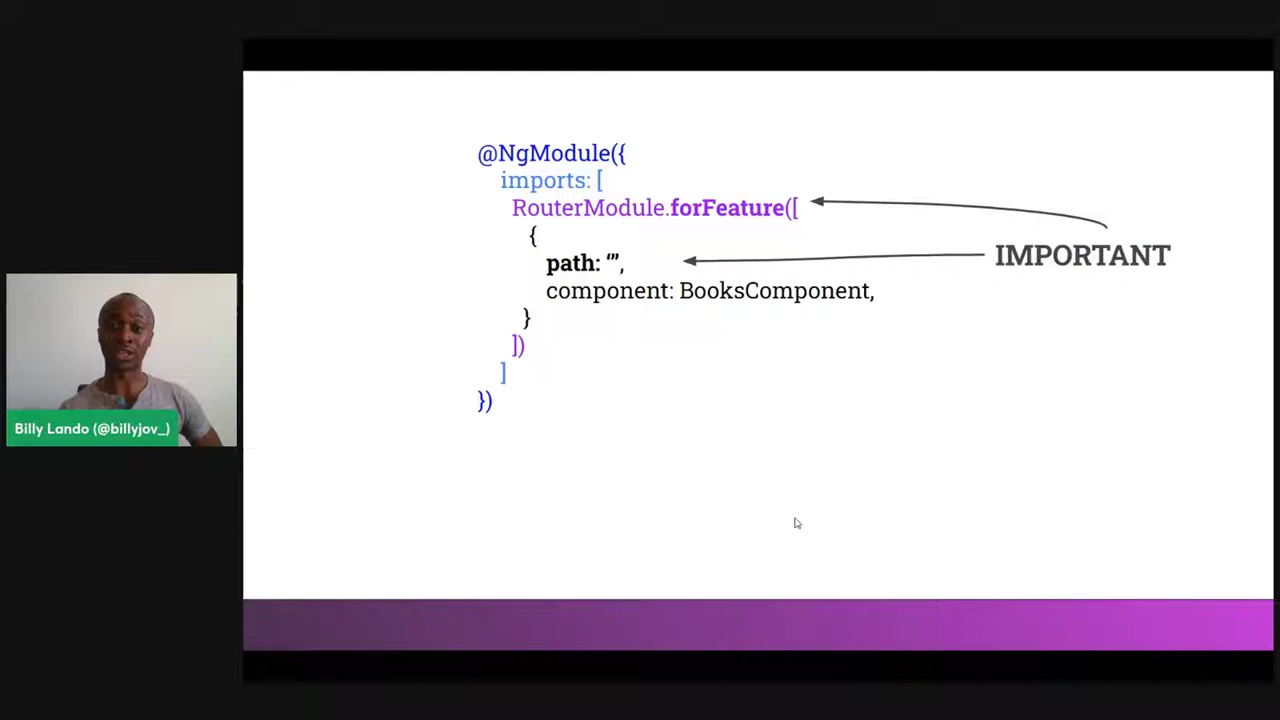 @NgModule({
imports: [
RouterModule.forFeature([
{
path: ‘”,
component: BooksComponent,
}
])
]
})
IMPORTANT
Billy Lando (@billyjov_)